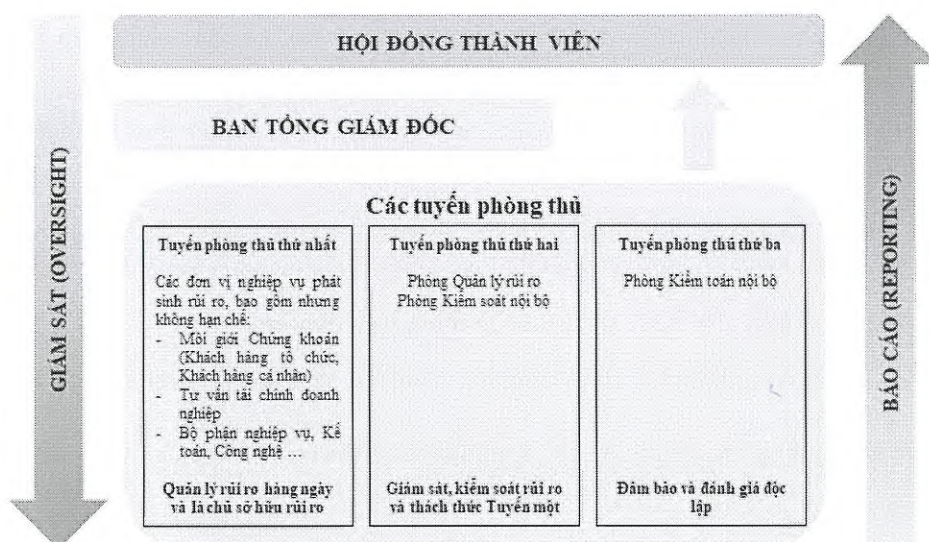 HỘI ĐỒNG THÀNH VIÊN
BAN TỔNG GIÁM ĐỐC
GIÁM SÁT (OVERSIGHT)
BÁO CÁO (REPORTING)
Các tuyến phòng thủ
Tuyến phòng thủ thứ nhất
Các đơn vị nghiệp vụ phát
sinh rủi ro, bao gồm nhưng
không hạn chế:
- Môi giới Chứng khoán
(Khách hàng tổ chức,
Khách hàng cá nhân)
- Tư vấn tài chính doanh
nghiệp
- Bộ phận nghiệp vụ, Kế
toán, Công nghệ ...
Quản lý rủi ro hàng ngày
và là chủ sở hữu rủi ro
Tuyến phòng thủ thứ hai
Phòng Quản lý rủi ro
Phòng Kiểm soát nội bộ
Giám sát, kiểm soát rủi ro
và thách thức Tuyến một
Tuyến phòng thủ thứ ba
Phòng Kiểm toán nội bộ
Đảm bảo và đánh giá độc
lập